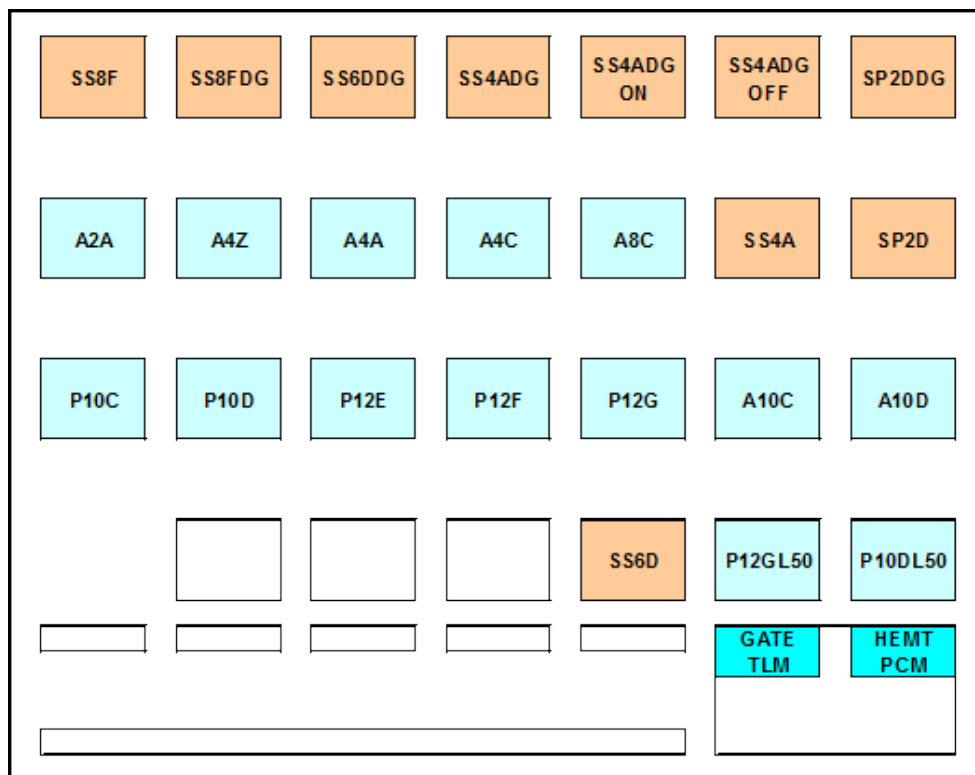 SS8F SS8FDG SS6DDG SS4ADG SS4ADG SS4ADG SP2DDG
ON OFF
A2A A4Z A4A A4C A8C SS4A SP2D
P10C P10D P12E P12F P12G A10C A10D
SS6D P12GL50 P10DL50
GATE HEMT
TLM PCM